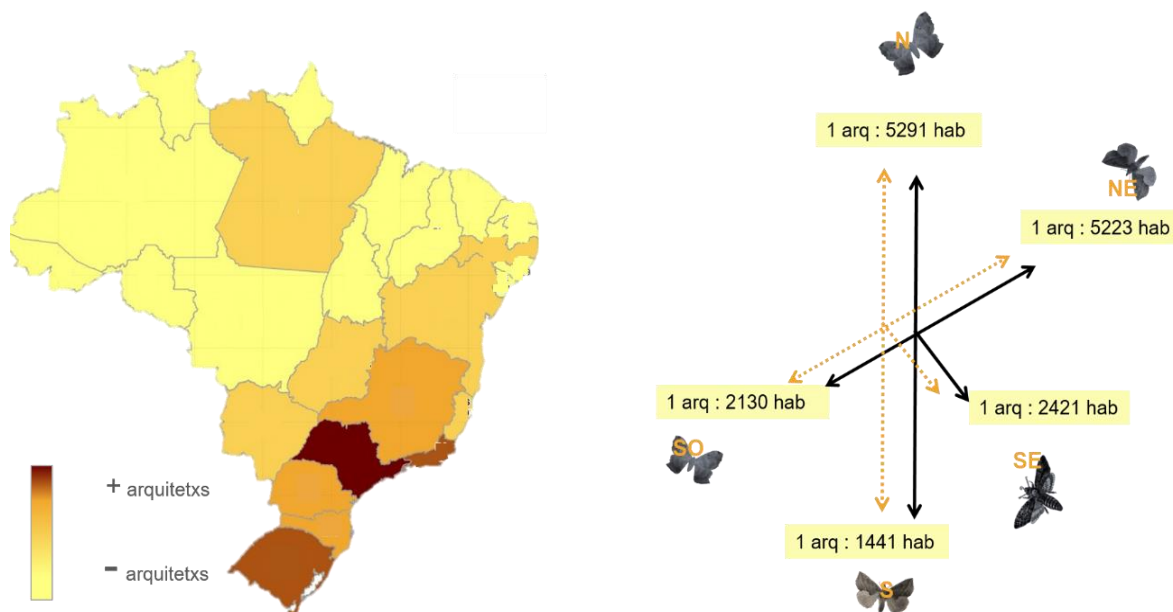 + arquitetxs
- arquitetxs
N
1 arq : 5291 hab
NE
1 arq : 5223 hab
1 arq : 2130 hab
SO
1 arq : 2421 hab
SE
1 arq : 1441 hab
S